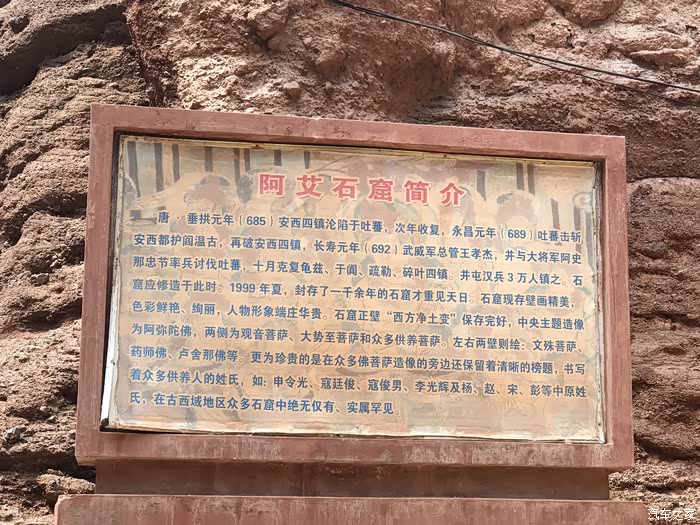 阿艾石窟简介
唐·垂拱元年（685）安西四镇沦陷于吐蕃，次年收复，永昌元年（689）吐蕃击斩
安西都护阎温古，再破安西四镇，长寿元年（692）武威军总管王孝杰，并与大将军阿史
那忠节率兵讨伐吐蕃，十月克复龟兹、于阗、疏勒、碎叶四镇。并屯汉兵3万人镇之。石
窟应修造于此时。1999年夏，封存了一千余年的石窟才重见天日。石窟现存壁画精美，
色彩鲜艳、绚丽，人物形象端庄华贵。石窟正壁“西方净土变”保存完好，中央主题造像
为阿弥陀佛，两侧为观音菩萨、大势至菩萨和众多供养菩萨。左右两壁则绘：文殊菩萨、
药师佛、卢舍那佛等。更为珍贵的是在众多佛菩萨造像的旁边还保留着清晰的榜题，书写
着众多供养人的姓氏，如：申令光、寇廷俊、寇俊男、李光辉及杨、赵、宋、彭等中原姓
氏，在古西域地区众多石窟中绝无仅有、实属罕见。
汽车之家